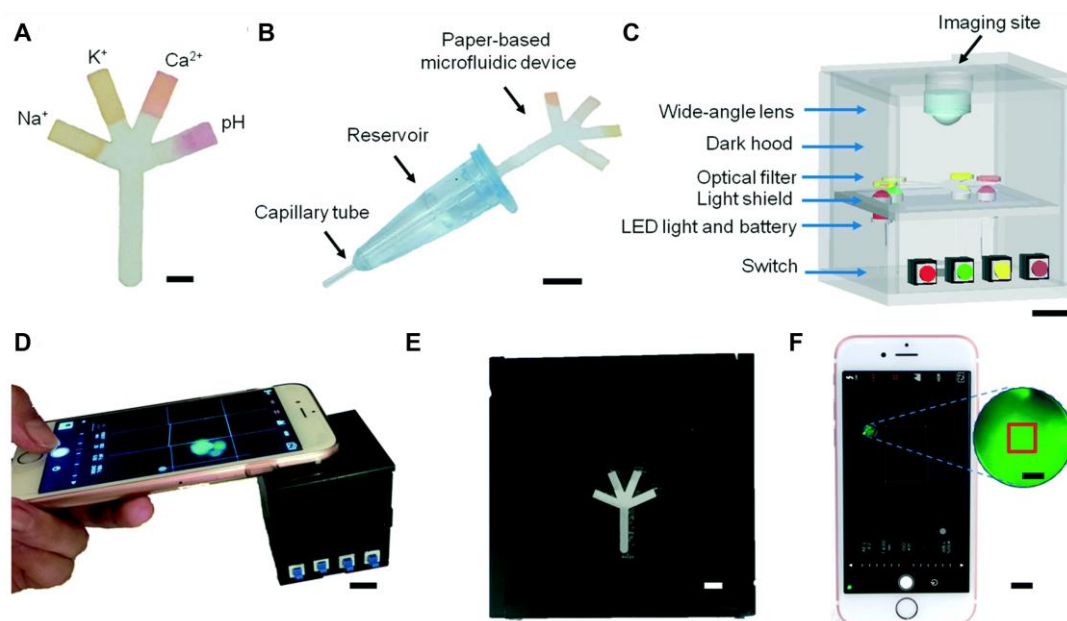 A
Na⁺
K⁺
Ca²⁺
pH
B
Paper-based
microfluidic device
Reservoir
Capillary tube
C
Imaging site
Wide-angle lens
Dark hood
Optical filter
Light shield
LED light and battery
Switch
D
E
F